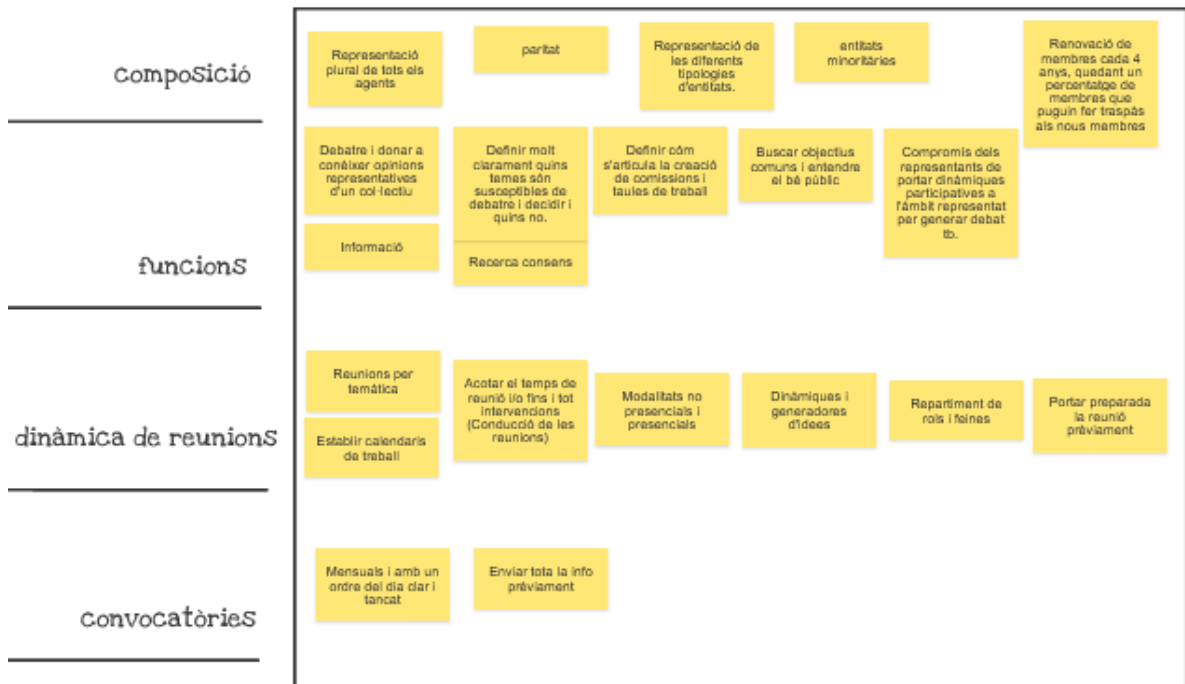 composició
Representació
plural de tots els
agents
paritat
Representació de
les diferents
tipologies
d'entitats.
entitats
minoritàries
Renovació de
membres cada 4
anys, quedant un
percentatge de
membres que
puguin fer traspàs
als nous membres
funcions
Debatre i donar a
conèixer opinions
representatives
d'un col·lectiu
Definir molt
clarament quins
temes són
susceptibles de
debatre i decidir i
quins no.
Definir còm
s'articula la creació
de comissions i
taules de treball
Buscar objectius
comuns i entendre
el bé públic
Compromís dels
representants de
portar dinàmiques
participatives a
l'àmbit representat
per generar debat
tb.
Informació
Recerca consens
dinàmica de reunions
Reunions per
temàtica
Acotar el temps de
reunió i/o fins i tot
intervencions
(Conducció de les
reunions)
Modalitats no
presencials i
presencials
Dinàmiques i
generadores
d'idees
Repartiment de
rols i feines
Portar preparada
la reunió
prèviament
Establir calendaris
de treball
convocatòries
Mensuals i amb un
ordre del dia clar i
tancat
Enviar tota la info
prèviament